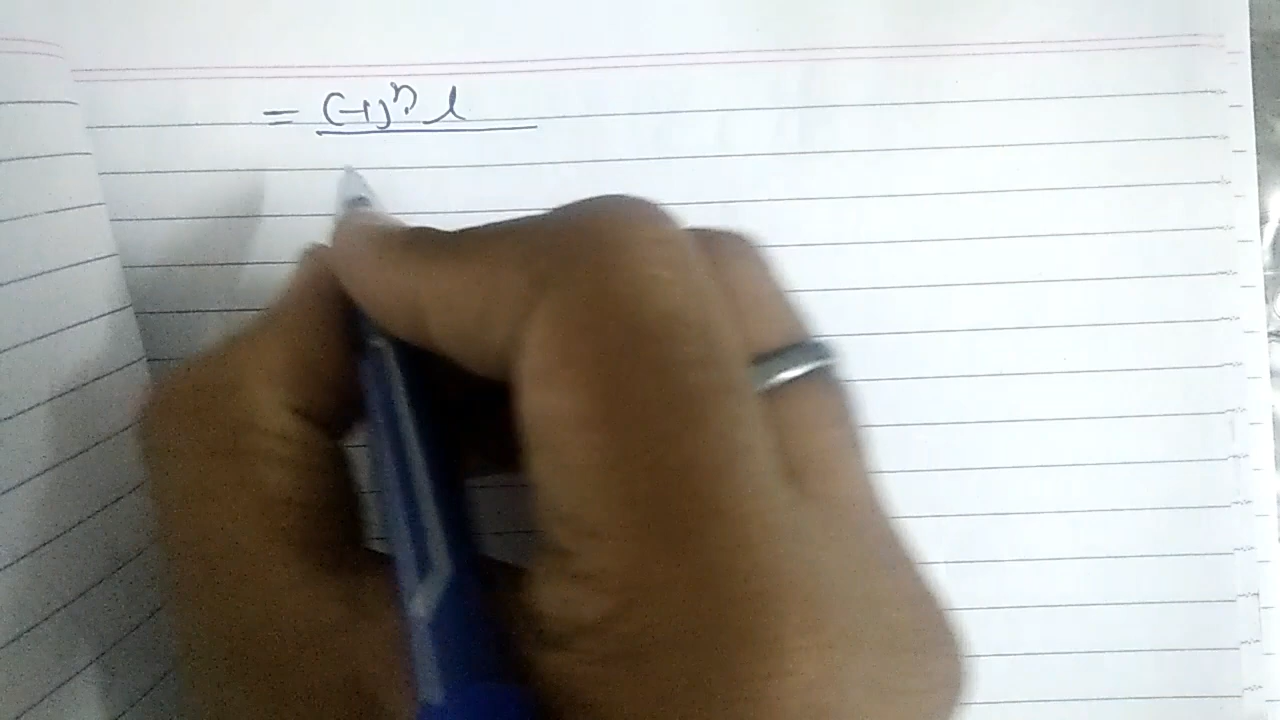 = (-1)^n l